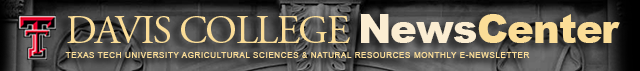 DAVIS COLLEGE NewsCenter
TEXAS TECH UNIVERSITY AGRICULTURAL SCIENCES & NATURAL RESOURCES MONTHLY E-NEWSLETTER